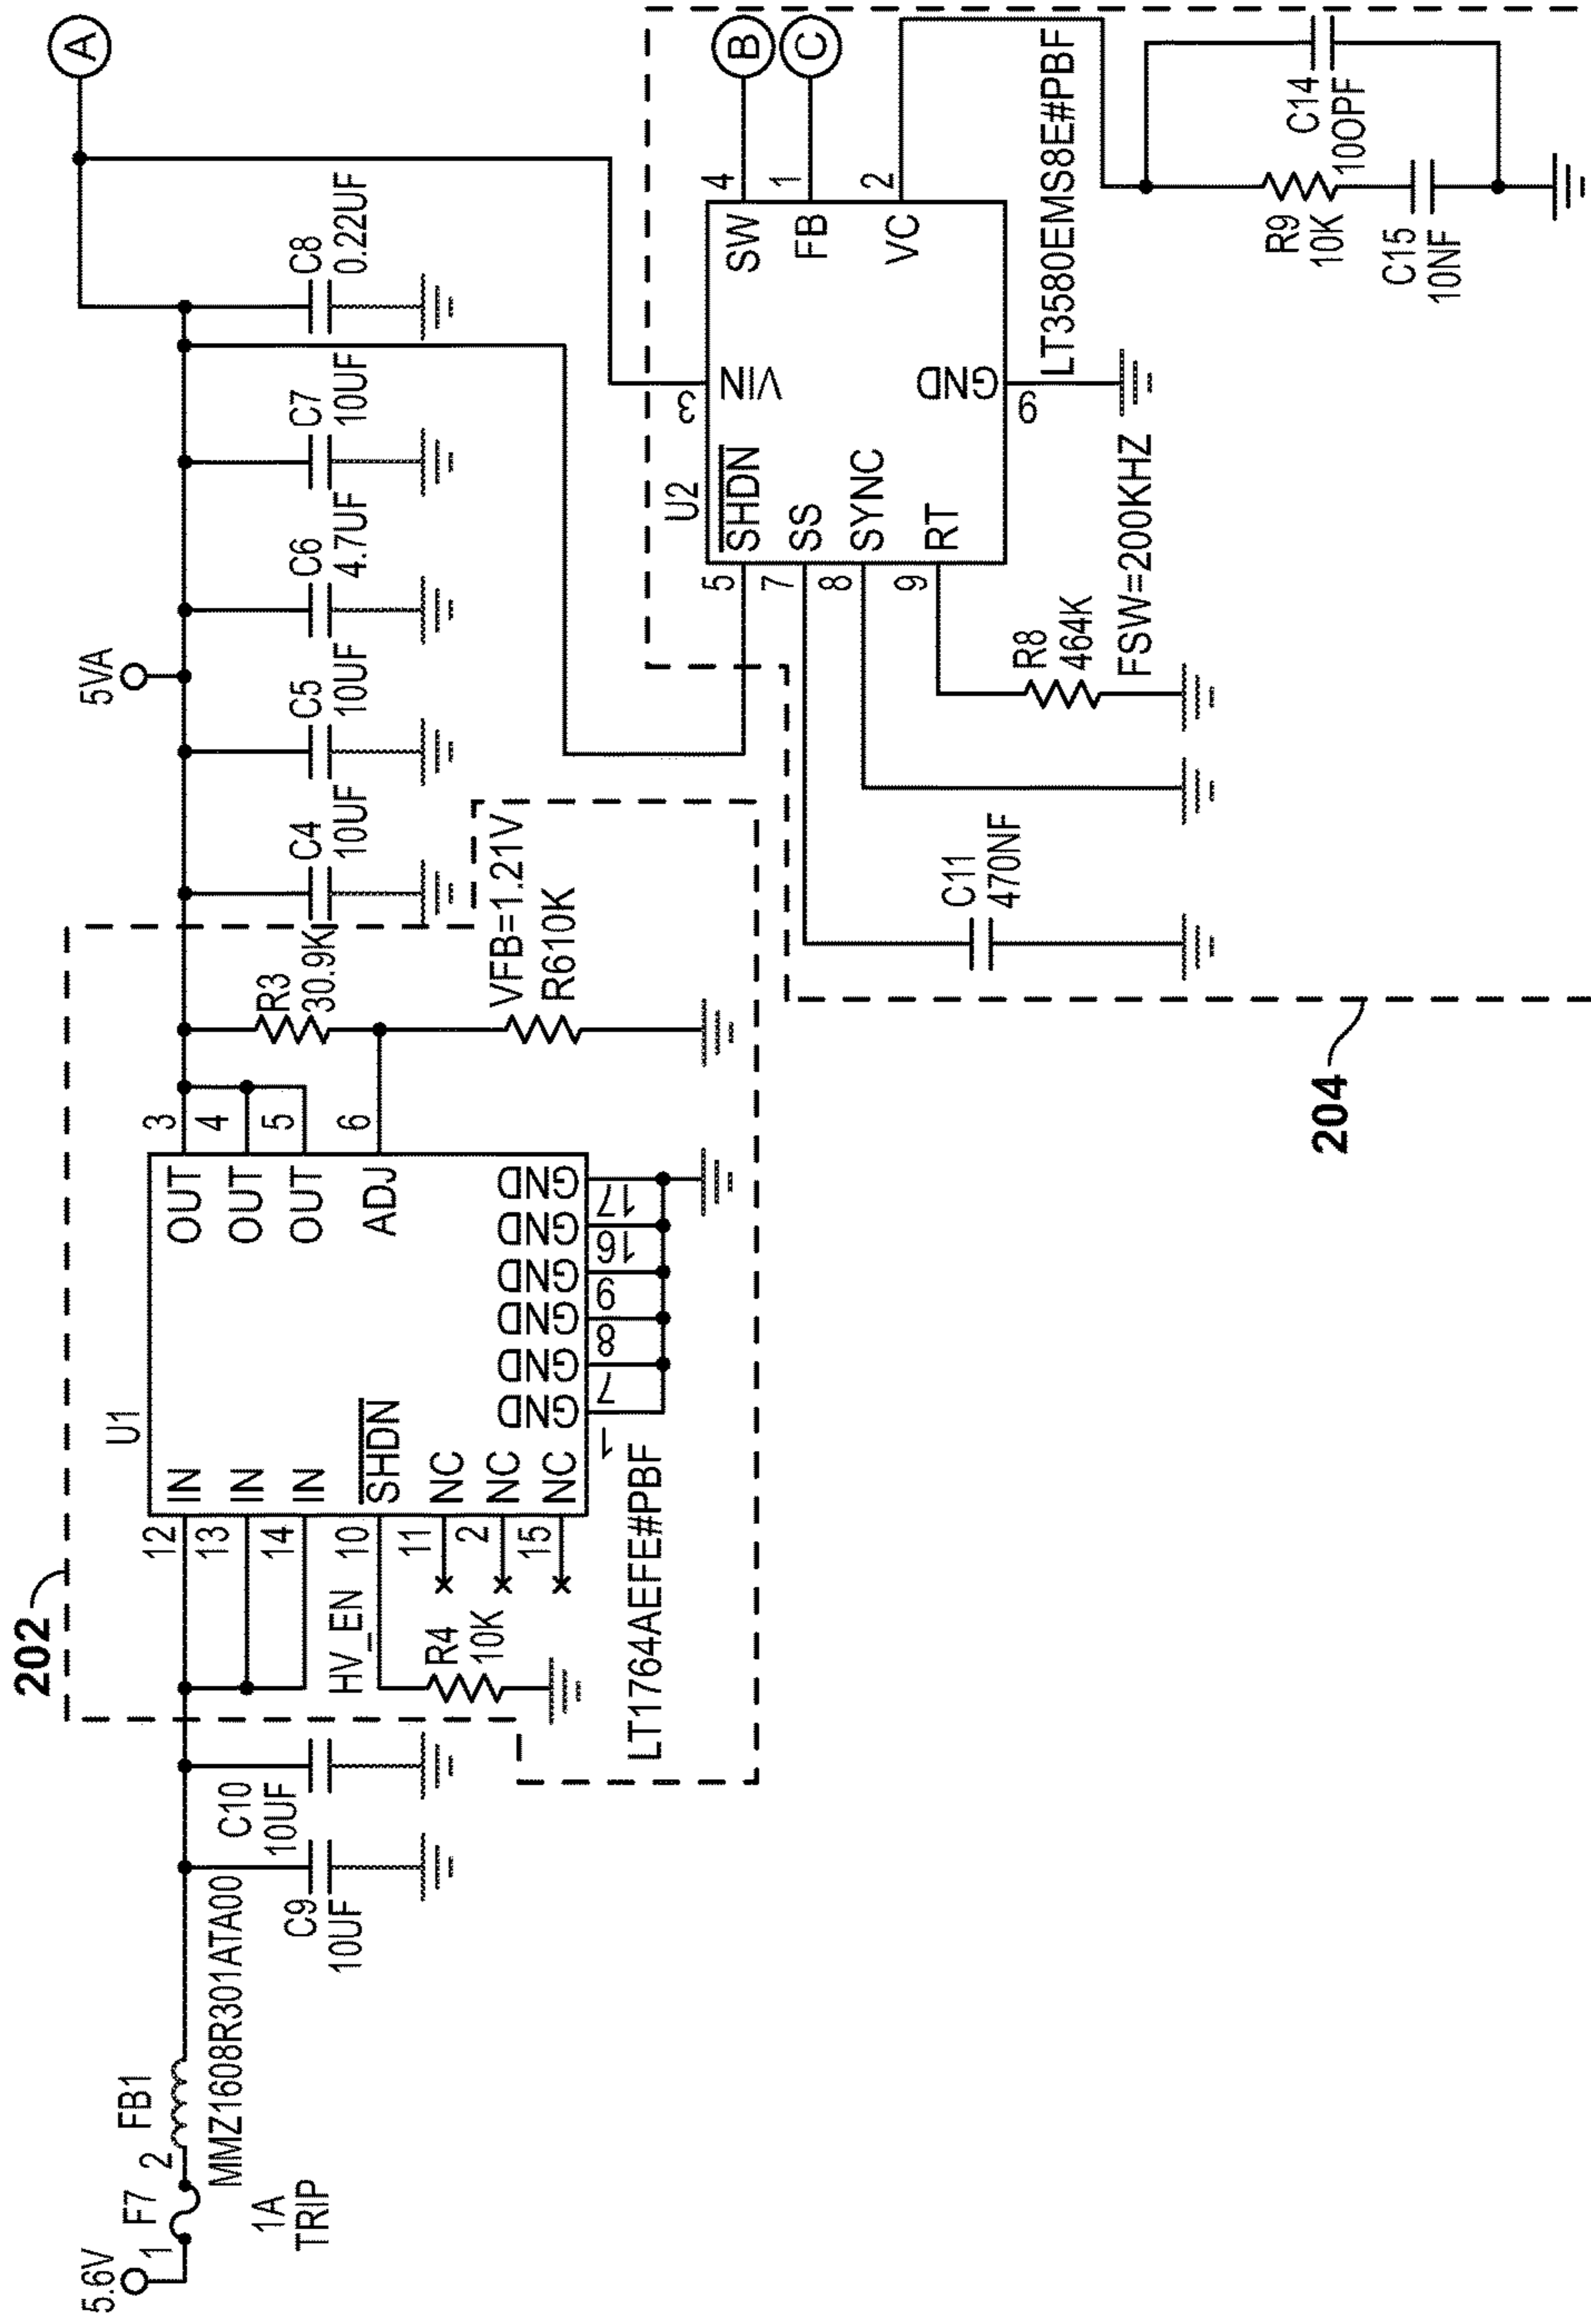 202
5.6V
1
F7
2
1A
TRIP
FB1
MMZ1608R301ATA00
C9
10UF
C10
10UF
U1
12
13
14
10
11
2
15
IN
IN
IN
SHDN
NC
NC
NC
HV_EN
R4
10K
OUT
OUT
OUT
ADJ
3
4
5
6
GND
GND
GND
GND
GND
GND
1
7
8
9
16
17
LT1764AEFE#PBF
R3
30.9K
VFB=1.21V
R610K
C4
10UF
C5
10UF
5VA
C6
4.7UF
C7
10UF
C8
0.22UF
A
204
C11
470NF
R8
464K
FSW=200KHZ
U2
5
7
8
9
SHDN
SS
SYNC
RT
3
VIN
GND
9
SW
FB
VC
4
1
2
B
C
LT3580EMS8E#PBF
R9
10K
C15
10NF
C14
10OPF